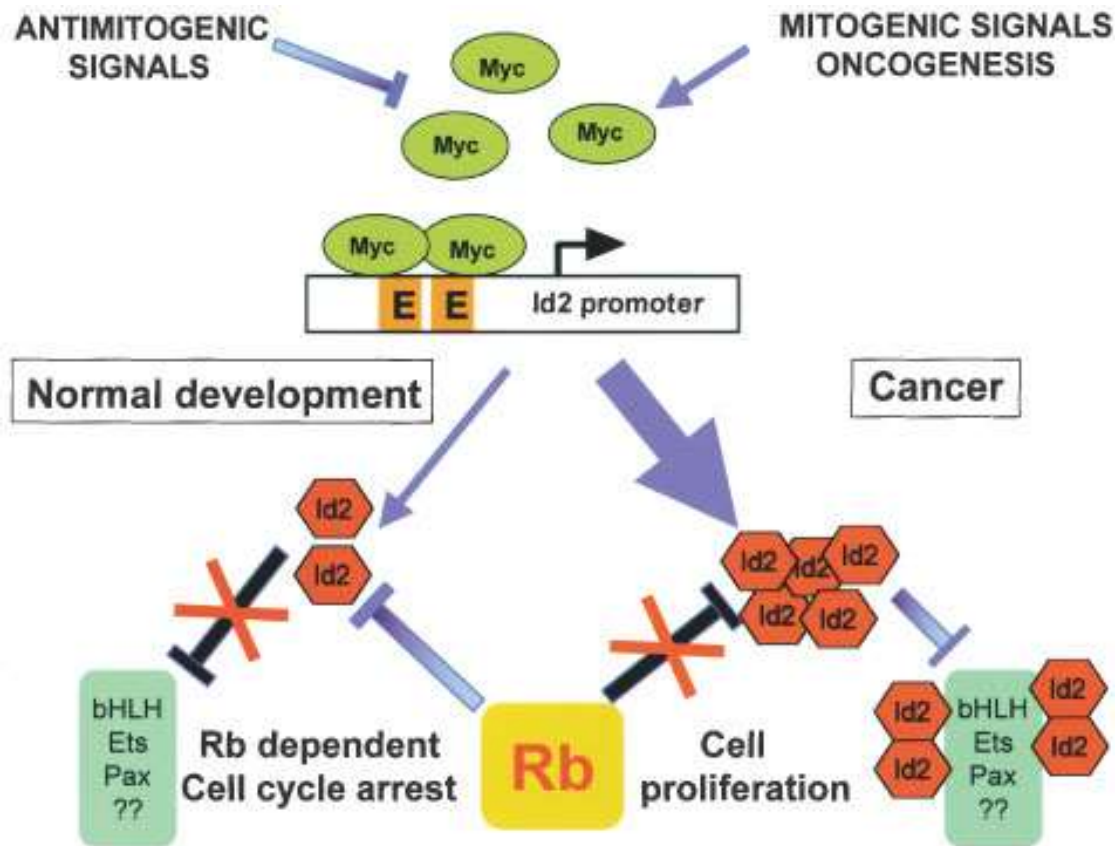 ANTIMITOGENIC
SIGNALS
MITOGENIC SIGNALS
ONCOGENESIS
Myc
Myc
Myc
Myc
Myc
E
E
Id2 promoter
Normal development
Cancer
Id2
Id2
Id2
Id2
Id2
Id2
Id2
bHLH
Ets
Pax
??
Rb dependent
Cell cycle arrest
Rb
Cell
proliferation
Id2
Id2
bHLH
Ets
Pax
??
Id2
Id2